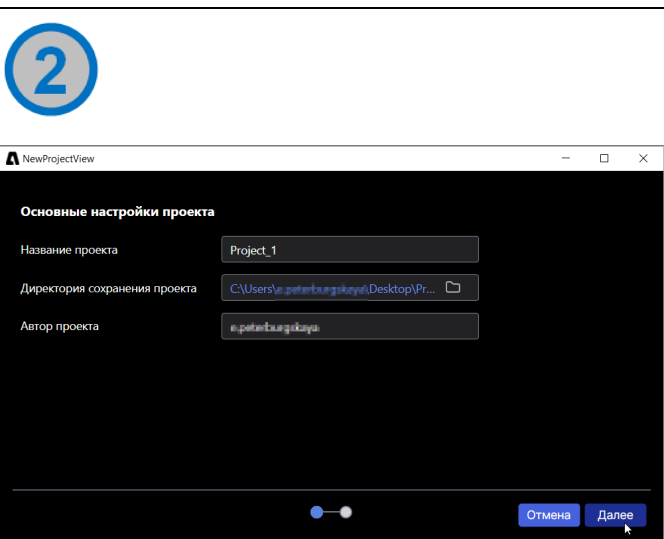 2
NewProjectView
Основные настройки проекта
Название проекта Project_1
Директория сохранения проекта C:\Users\ \Desktop\Pr...
Автор проекта
Отмена Далее